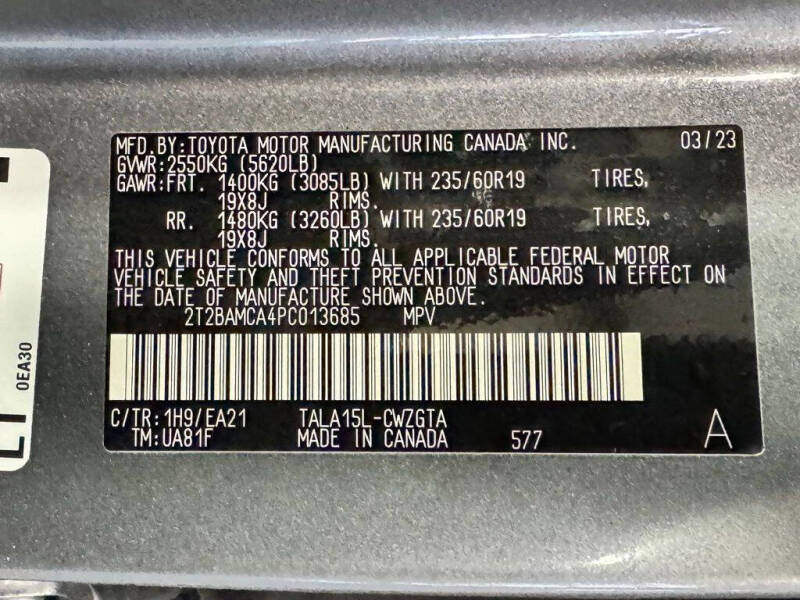 MFD.BY:TOYOTA MOTOR MANUFACTURING CANADA INC. 03/23
GVWR:2550KG (5620LB)
GAWR:FRT. 1400KG (3085LB) WITH 235/60R19 TIRES,
19X8J RIMS.
RR. 1480KG (3260LB) WITH 235/60R19 TIRES,
19X8J RIMS.
THIS VEHICLE CONFORMS TO ALL APPLICABLE FEDERAL MOTOR
VEHICLE SAFETY AND THEFT PREVENTION STANDARDS IN EFFECT ON
THE DATE OF MANUFACTURE SHOWN ABOVE.
2T2BAMCA4PC013685 MPV
C/TR:1H9/EA21 TALA15L-CWZGTA
TM:UA81F MADE IN CANADA 577 A
0EA30